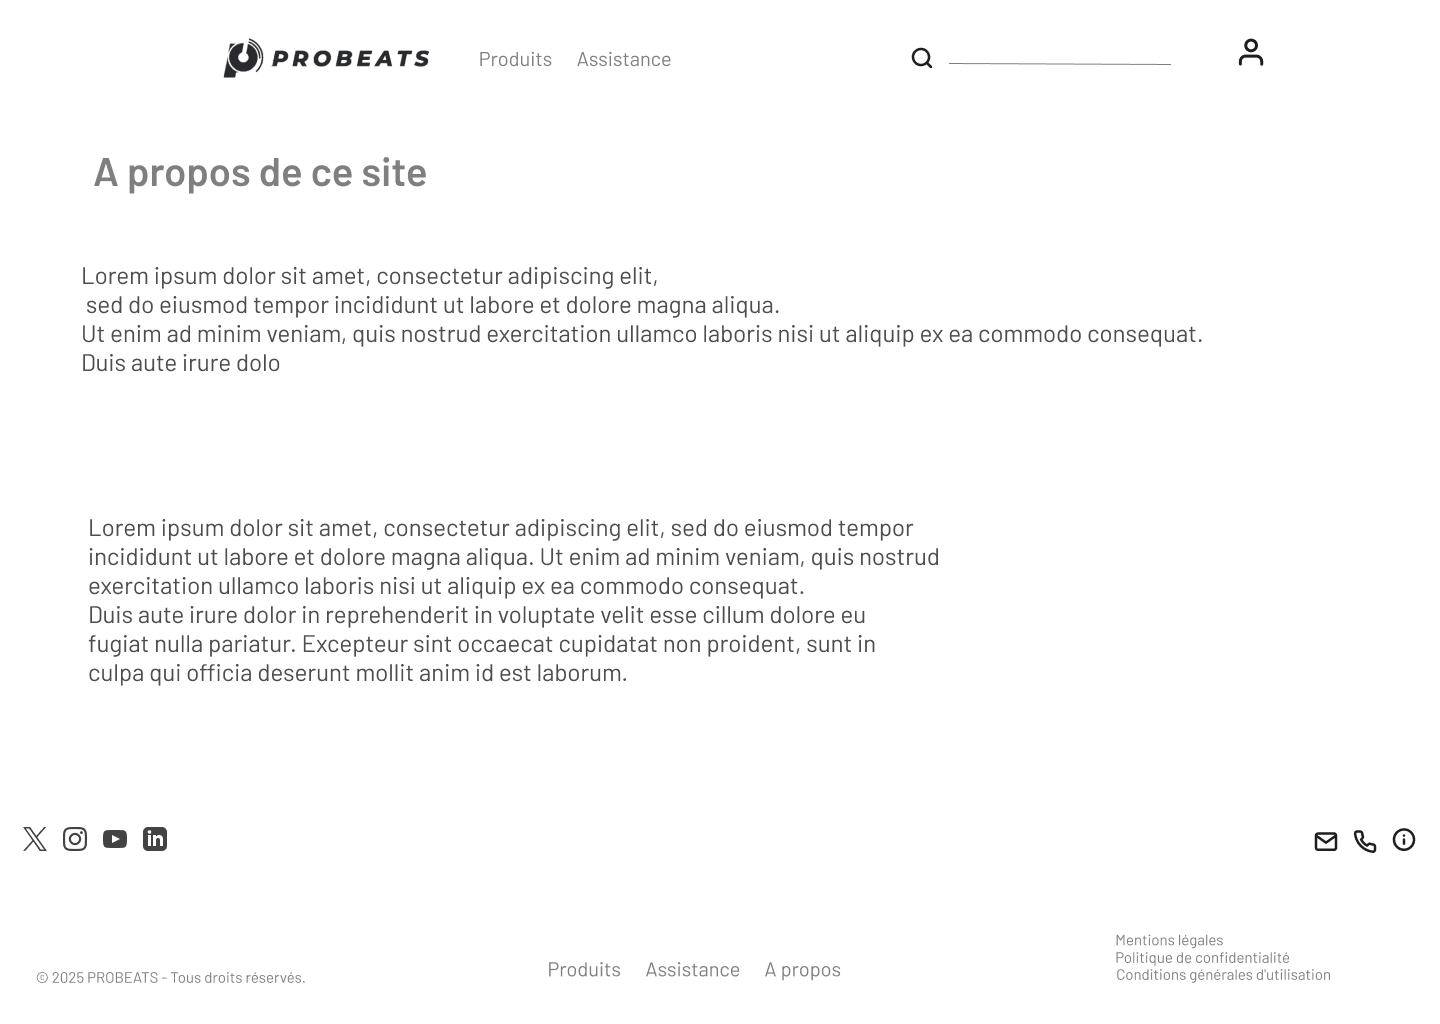 PROBEATS
Produits
Assistance
A propos de ce site
Lorem ipsum dolor sit amet, consectetur adipiscing elit,
sed do eiusmod tempor incididunt ut labore et dolore magna aliqua.
Ut enim ad minim veniam, quis nostrud exercitation ullamco laboris nisi ut aliquip ex ea commodo consequat.
Duis aute irure dolo
Lorem ipsum dolor sit amet, consectetur adipiscing elit, sed do eiusmod tempor
incididunt ut labore et dolore magna aliqua. Ut enim ad minim veniam, quis nostrud
exercitation ullamco laboris nisi ut aliquip ex ea commodo consequat.
Duis aute irure dolor in reprehenderit in voluptate velit esse cillum dolore eu
fugiat nulla pariatur. Excepteur sint occaecat cupidatat non proident, sunt in
culpa qui officia deserunt mollit anim id est laborum.
© 2025 PROBEATS - Tous droits réservés.
Produits
Assistance
A propos
Mentions légales
Politique de confidentialité
Conditions générales d'utilisation